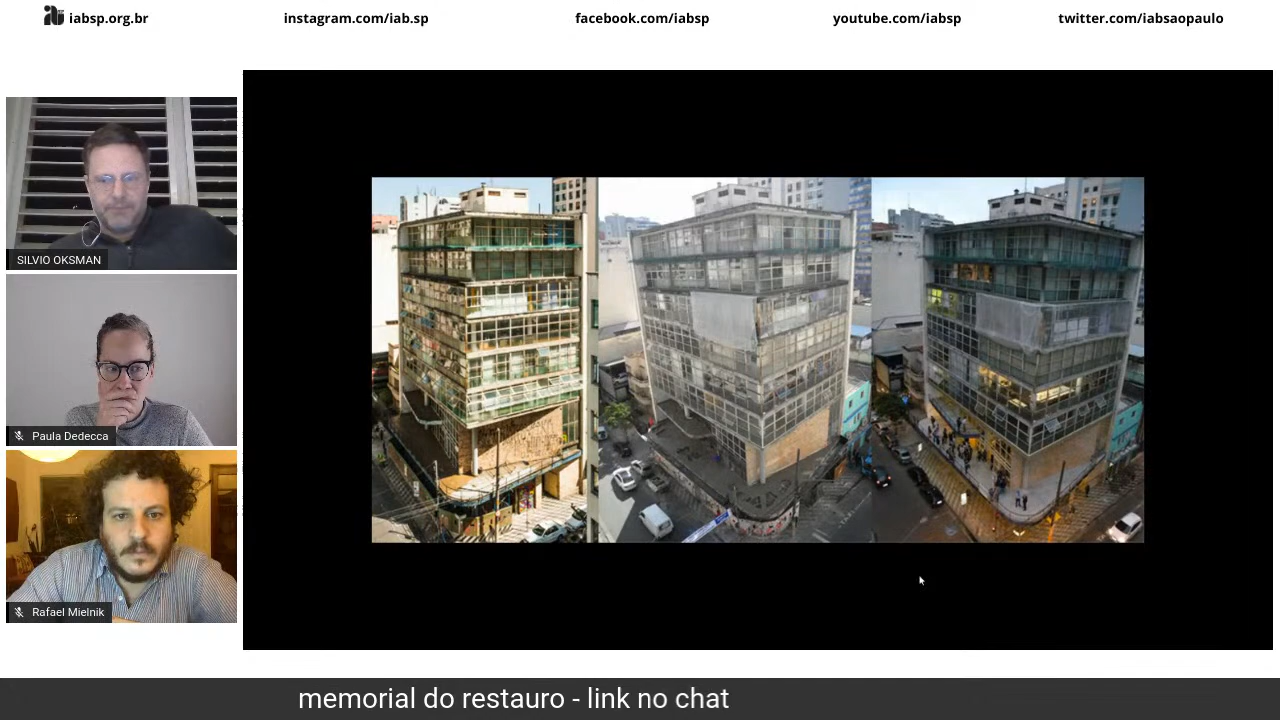 iabsp.org.br
instagram.com/iab.sp
facebook.com/iabsp
youtube.com/iabsp
twitter.com/iabsaopaulo
SILVIO OKSMAN
Paula Dedecca
Rafael Mielnik
memorial do restauro - link no chat